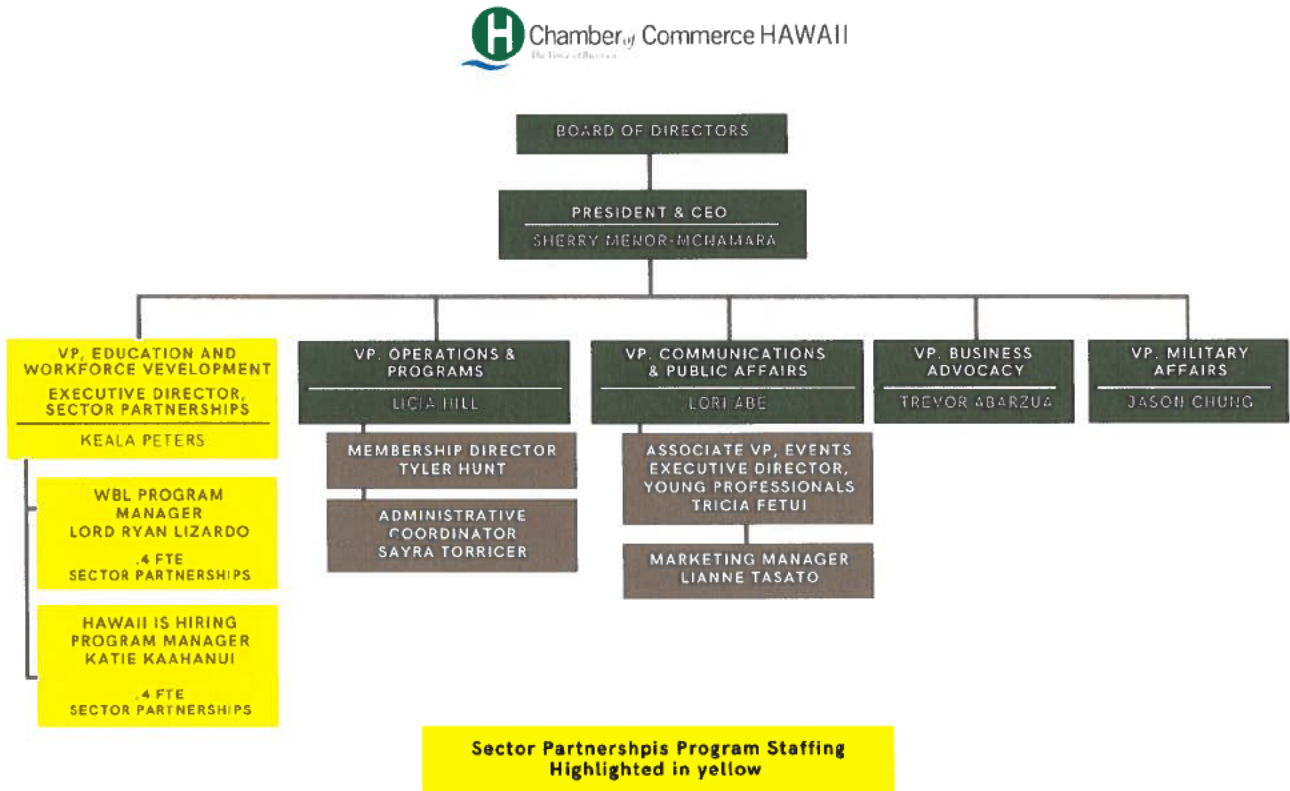 H
Chamber of Commerce HAWAII
BOARD OF DIRECTORS
PRESIDENT & CEO
SHERRY MENOR-MCNAMARA
VP, EDUCATION AND
WORKFORCE VEVELOPMENT
EXECUTIVE DIRECTOR,
SECTOR PARTNERSHIPS
KEALA PETERS
WBL PROGRAM
MANAGER
LORD RYAN LIZARDO
.4 FTE
SECTOR PARTNERSHIPS
HAWAII IS HIRING
PROGRAM MANAGER
KATIE KAAHANUI
.4 FTE
SECTOR PARTNERSHIPS
VP. OPERATIONS &
PROGRAMS
LICIA HILL
MEMBERSHIP DIRECTOR
TYLER HUNT
ADMINISTRATIVE
COORDINATOR
SAYRA TORRICER
VP. COMMUNICATIONS
& PUBLIC AFFAIRS
LORI ABE
ASSOCIATE VP, EVENTS
EXECUTIVE DIRECTOR,
YOUNG PROFESSIONALS
TRICIA FETUI
MARKETING MANAGER
LIANNE TASATO
VP. BUSINESS
ADVOCACY
TREVOR ABARZUA
VP. MILITARY
AFFAIRS
JASON CHUNG
Sector Partnershpis Program Staffing
Highlighted in yellow